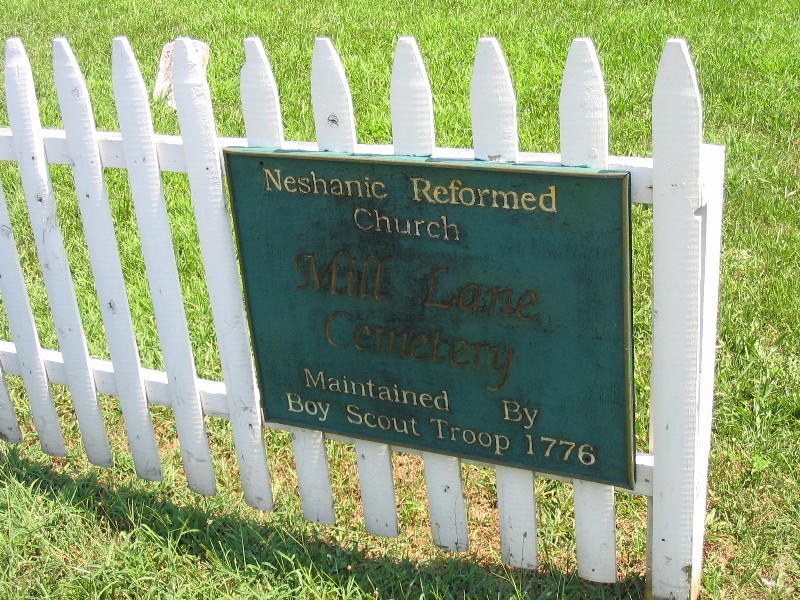 Neshanic Reformed
Church
Mill Lane
Cemetery
Maintained By
Boy Scout Troop 1776